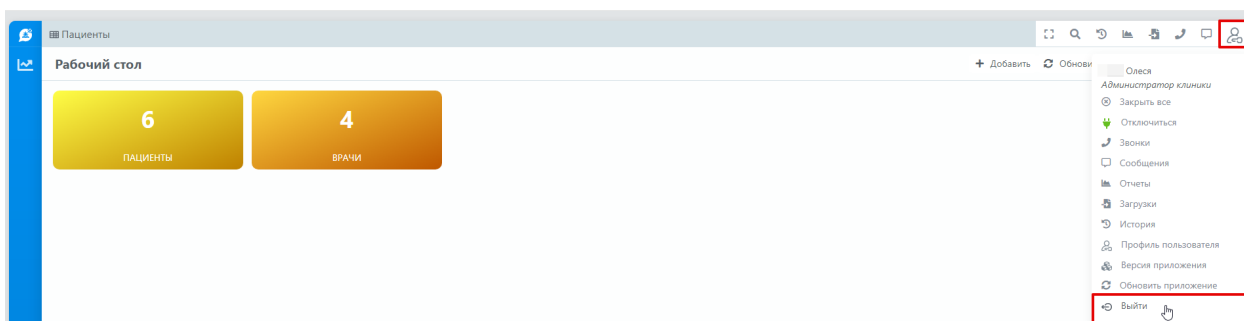 Пациенты
Рабочий стол
Добавить Обнови
6
ПАЦИЕНТЫ
4
ВРАЧИ
Олеся
Администратор клиники
Закрыть все
Отключиться
Звонки
Сообщения
Отчеты
Загрузки
История
Профиль пользователя
Версия приложения
Обновить приложение
Выйти